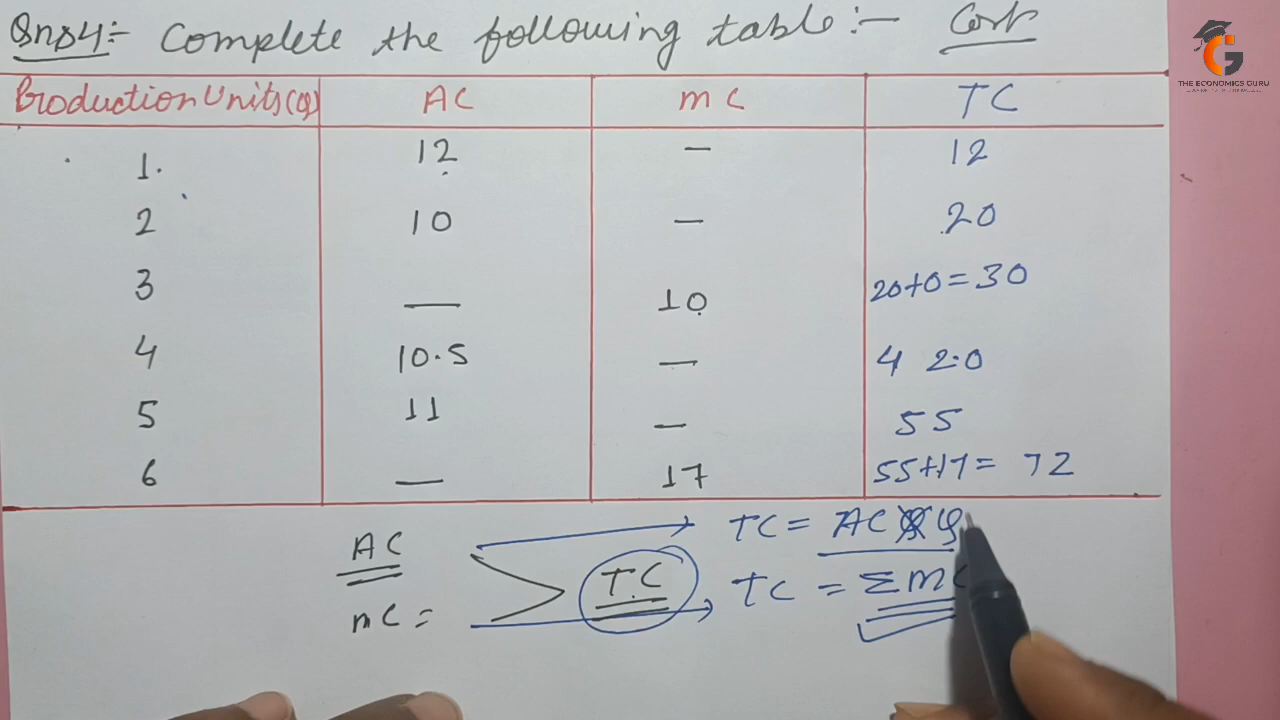 Qns4:- Complete the following table:- Cost
THE ECONOMICS GURU
Production Units(Q) AC MC TC
1. 12 — 12
2 10 — 20
3 — 10 20+0=30
4 10.5 — 42.0
5 11 — 55
6 — 17 55+17= 72
AC TC = AC Q
T.C
MC = TC = ΣMC